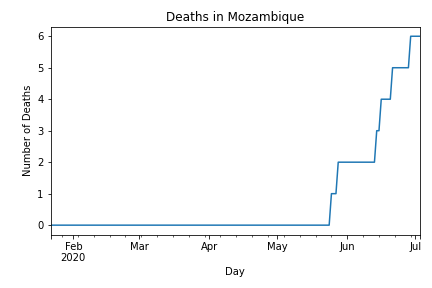 Deaths in Mozambique
Number of Deaths
6
5
4
3
2
1
0
Feb
2020
Mar
Apr
May
Jun
Jul
Day